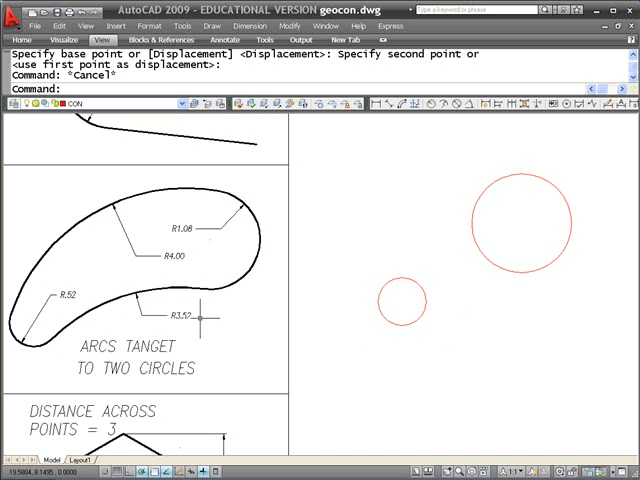 AutoCAD 2009 - EDUCATIONAL VERSION geocon.dwg
Type a keyword or phrase
File Edit View Insert Format Tools Draw Dimension Modify Window Help Express
Home Visualize View Blocks & References Annotate Tools Output New Tab
Specify base point or [Displacement] <Displacement>: Specify second point or
<use first point as displacement>:
Command: *Cancel*
Command:
CON
R1.08
R4.00
R.52
R3.52
ARCS TANGET
TO TWO CIRCLES
DISTANCE ACROSS
POINTS = 3
Model Layout1
19.5804, 8.1495, 0.0000
1:1